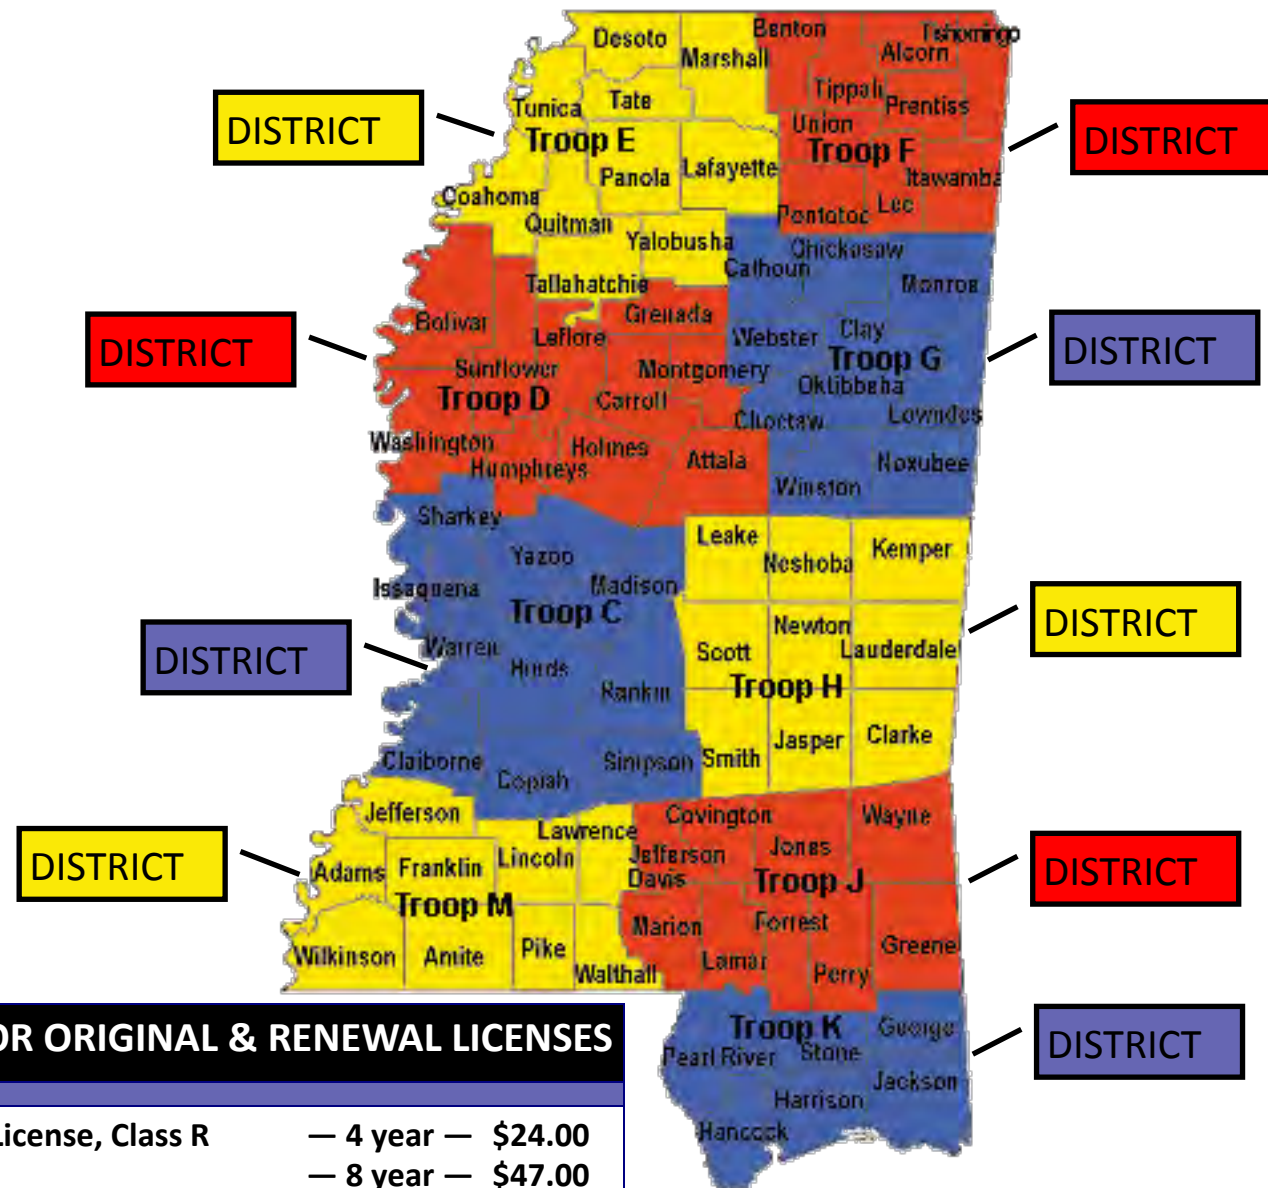 Desoto
Marshall
Benton
Tishomingo
Alcorn
Tunica
Tate
Tippah
Prentiss
DISTRICT
DISTRICT
Troop E
Union
Troop F
Panola
Lafayette
Itawamba
Coahoma
Pontotoc
Lee
Quitman
Yalobusha
Chickasaw
Calhoun
Monroe
Tallahatchie
Grenada
Bolivar
Leflore
Webster
Clay
DISTRICT
DISTRICT
Sunflower
Montgomery
Troop G
Oktibbeha
Troop D
Carroll
Choctaw
Lowndes
Washington
Holmes
Humphreys
Attala
Noxubee
Winston
Sharkey
Leake
Yazoo
Neshoba
Kemper
Issaquena
Madison
Troop C
Newton
DISTRICT
DISTRICT
Warren
Hinds
Scott
Lauderdale
Rankin
Troop H
Claiborne
Copiah
Simpson
Smith
Jasper
Clarke
Jefferson
Covington
Wayne
Lawrence
Lincoln
Jefferson
Davis
Jones
DISTRICT
Adams
Franklin
Troop J
DISTRICT
Troop M
Marion
Forrest
Wilkinson
Amite
Pike
Walthall
Lamar
Perry
Greene
OR ORIGINAL & RENEWAL LICENSES
Troop K
George
Pearl River
Stone
DISTRICT
Jackson
Harrison
Hancock
License, Class R — 4 year — $24.00
— 8 year — $47.00